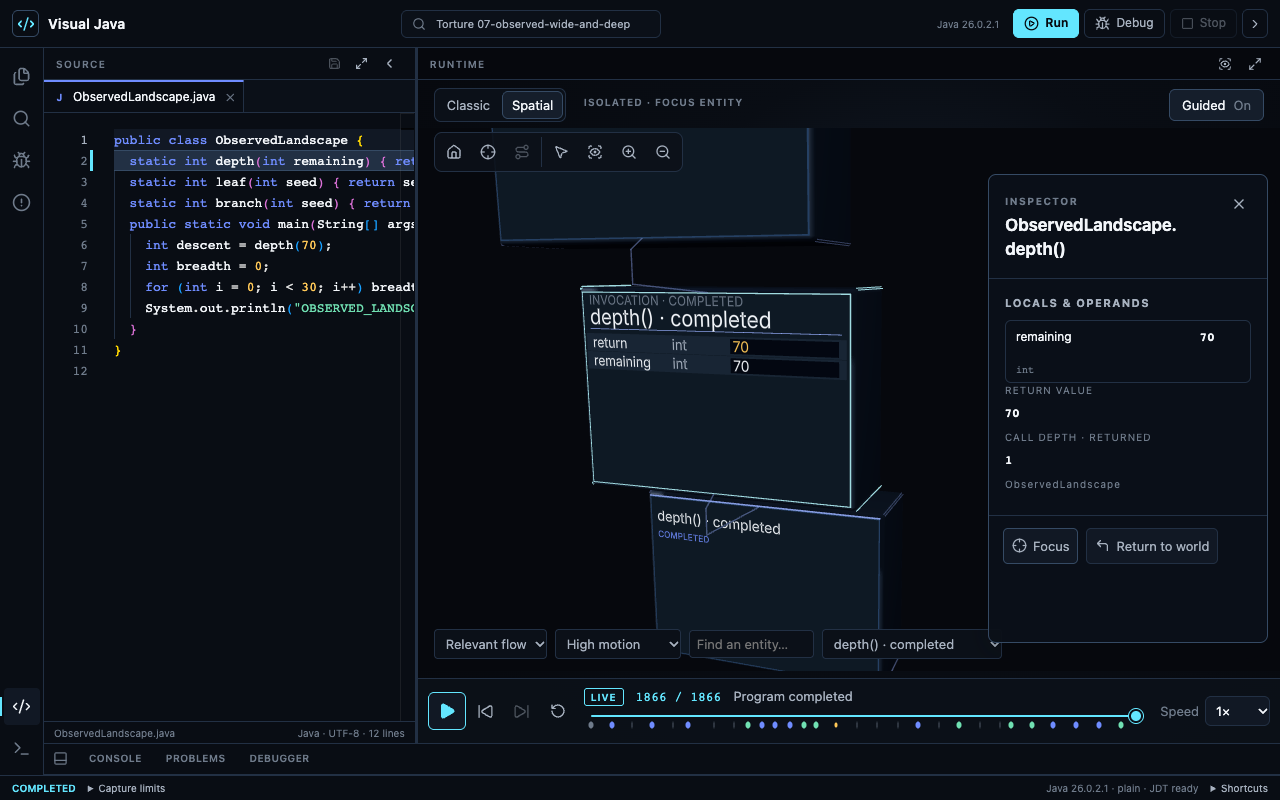 Visual Java
Torture 07-observed-wide-and-deep
Java 26.0.2.1
Run
Debug
Stop
SOURCE
J ObservedLandscape.java
1 public class ObservedLandscape {
2 static int depth(int remaining) { ret
3 static int leaf(int seed) { return se
4 static int branch(int seed) { return
5 public static void main(String[] args
6 int descent = depth(70);
7 int breadth = 0;
8 for (int i = 0; i < 30; i++) breadt
9 System.out.println("OBSERVED_LANDSC
10 }
11 }
12
ObservedLandscape.java
Java · UTF-8 · 12 lines
RUNTIME
Classic
Spatial
ISOLATED · FOCUS ENTITY
Guided On
INVOCATION · COMPLETED
depth() · completed
return int 70
remaining int 70
depth() · completed
COMPLETED
INSPECTOR
ObservedLandscape.
depth()
LOCALS & OPERANDS
remaining 70
int
RETURN VALUE
70
CALL DEPTH · RETURNED
1
ObservedLandscape
Focus
Return to world
Relevant flow
High motion
Find an entity...
depth() · completed
LIVE 1866 / 1866 Program completed
Speed 1×
CONSOLE
PROBLEMS
DEBUGGER
COMPLETED
Capture limits
Java 26.0.2.1 · plain · JDT ready
Shortcuts